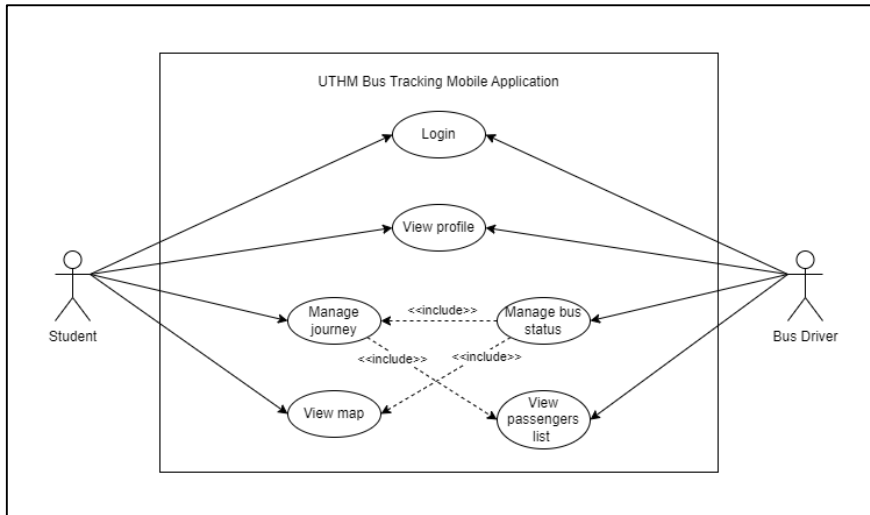 UTHM Bus Tracking Mobile Application
Login
View profile
Manage
journey
<<include>>
Manage bus
status
Student
Bus Driver
<<include>>
<<include>>
View map
View
passengers
list